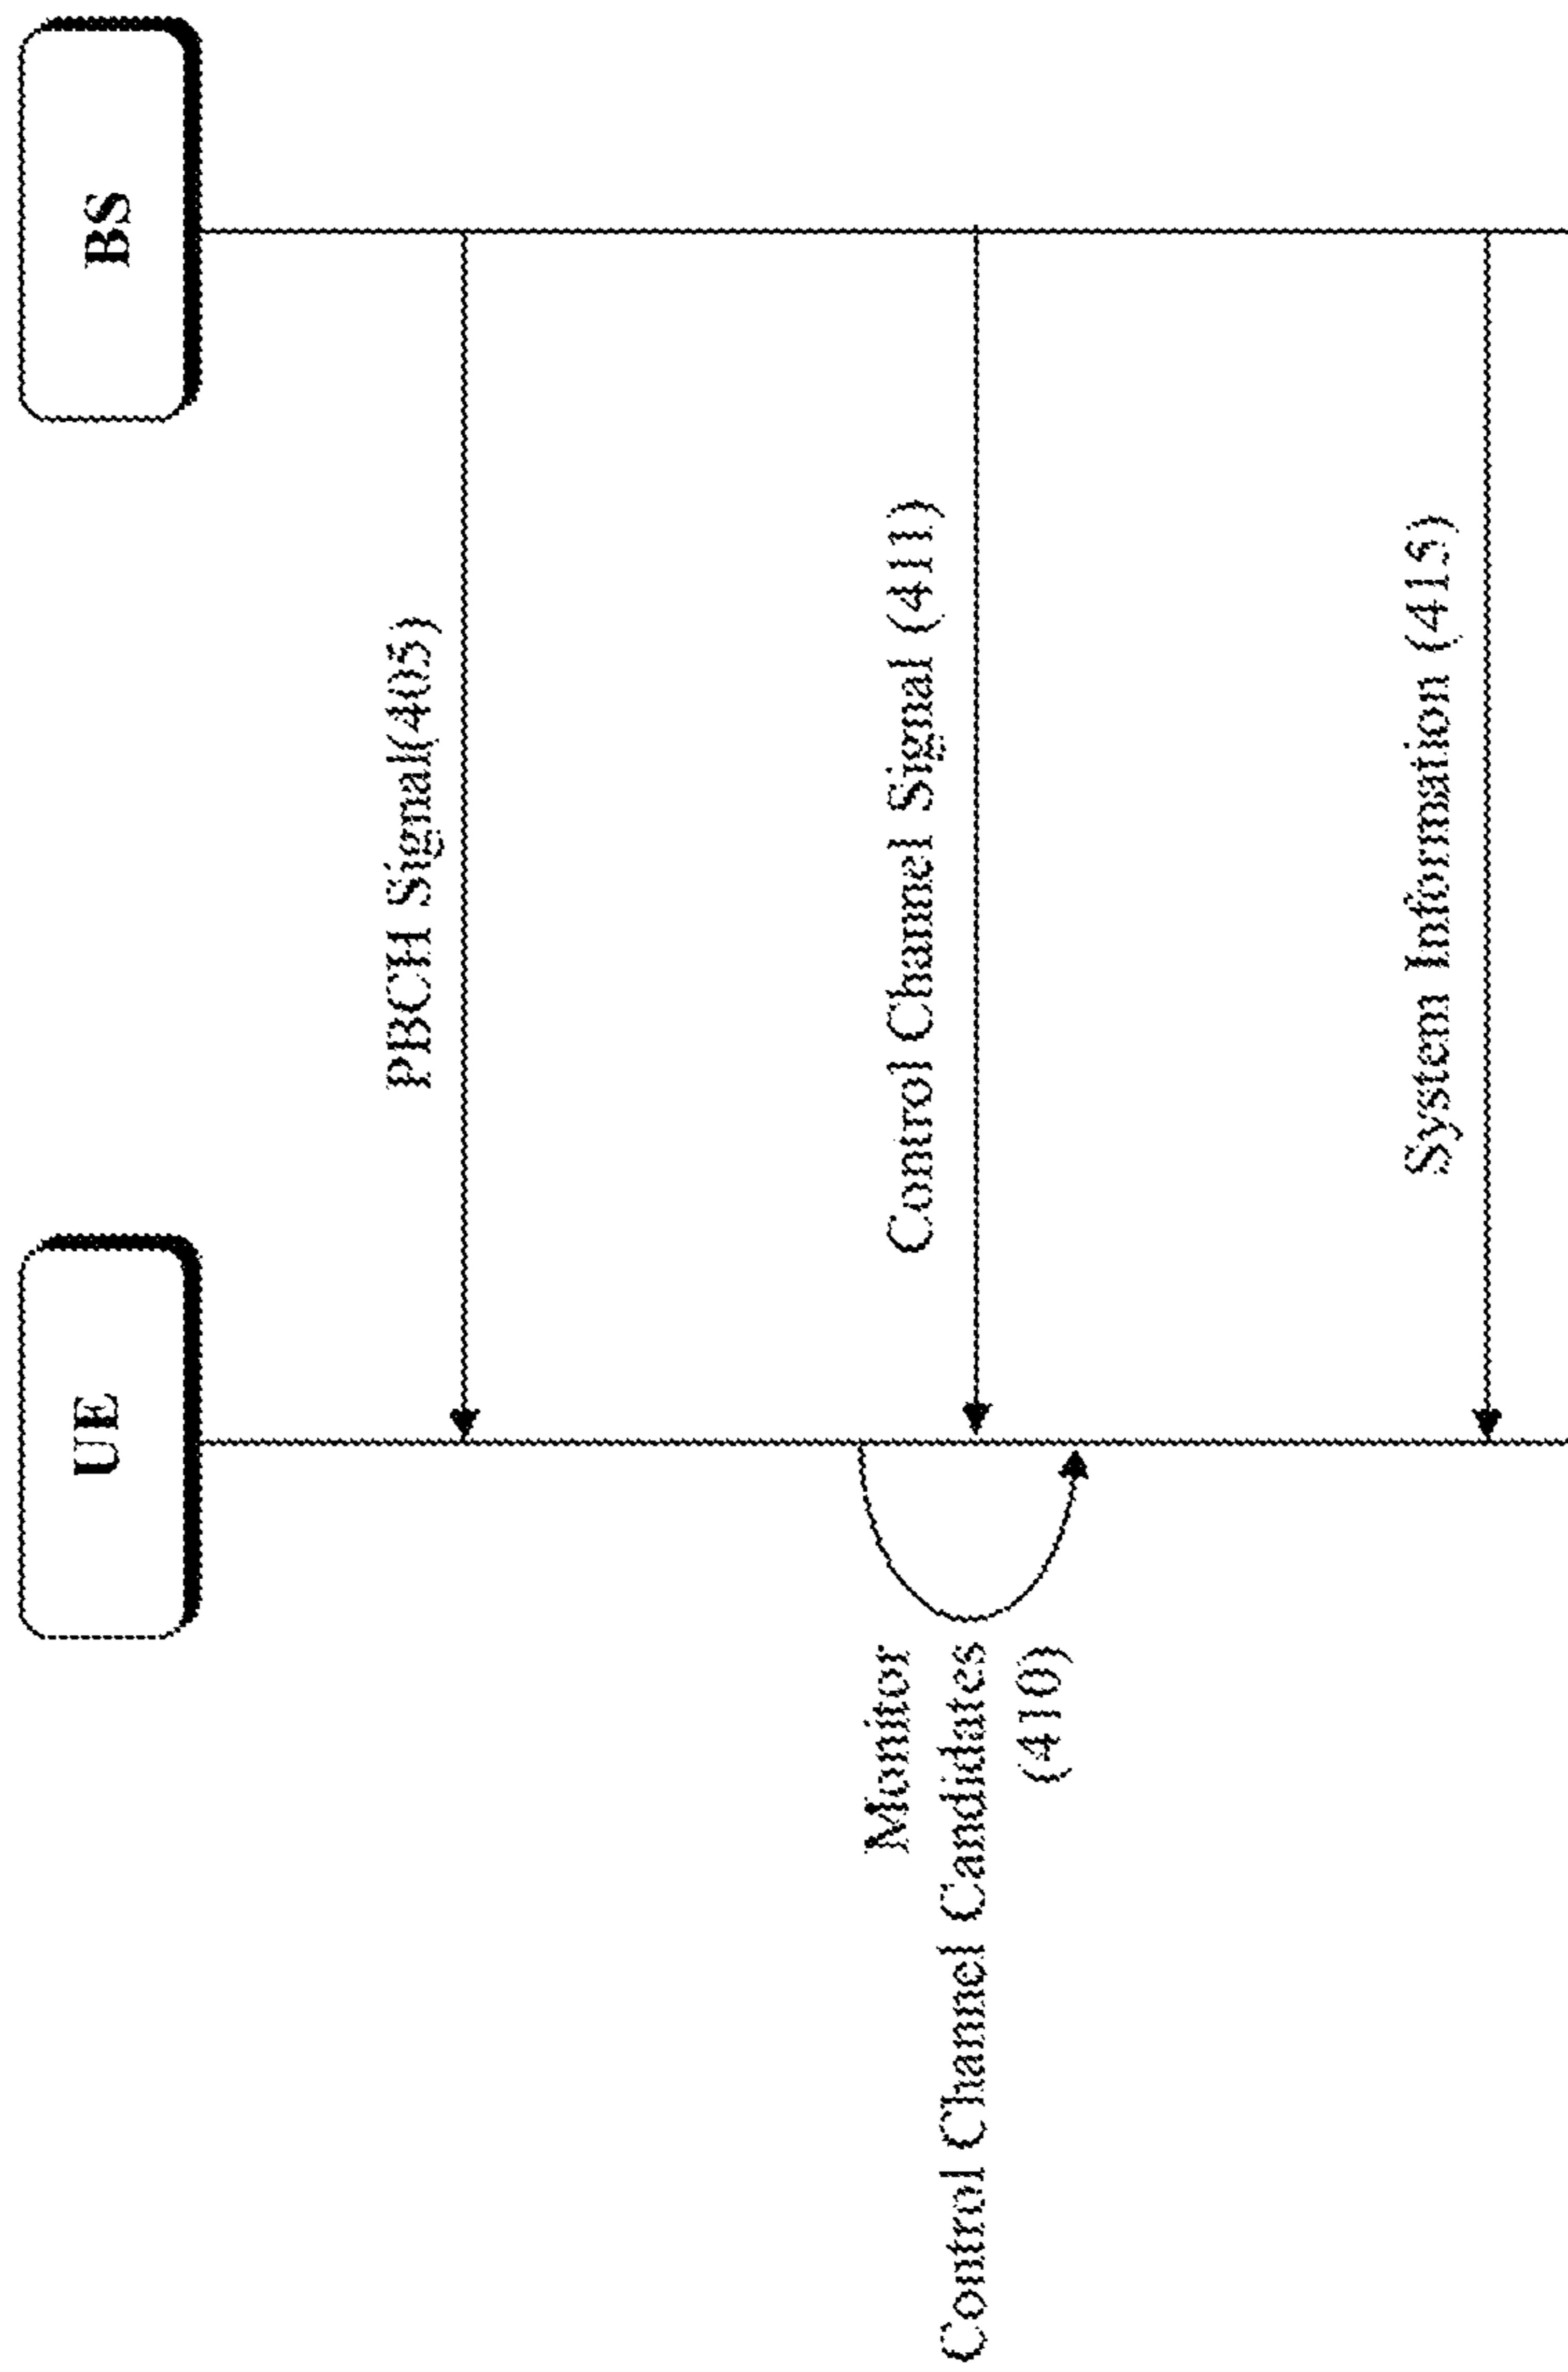 UE
BS
PBCH Signal(405)
Monitor
Control Channel Candidates
(410)
Control Channel Signal (411)
System Information (415)